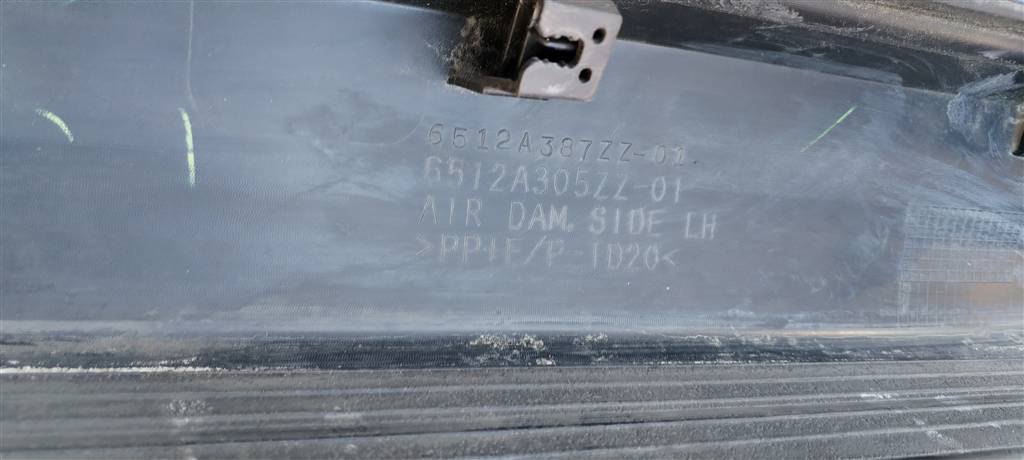 6512A387ZZ-01
6512A305ZZ-01
AIR DAM, SIDE LH
>PP+E/P-TD20<